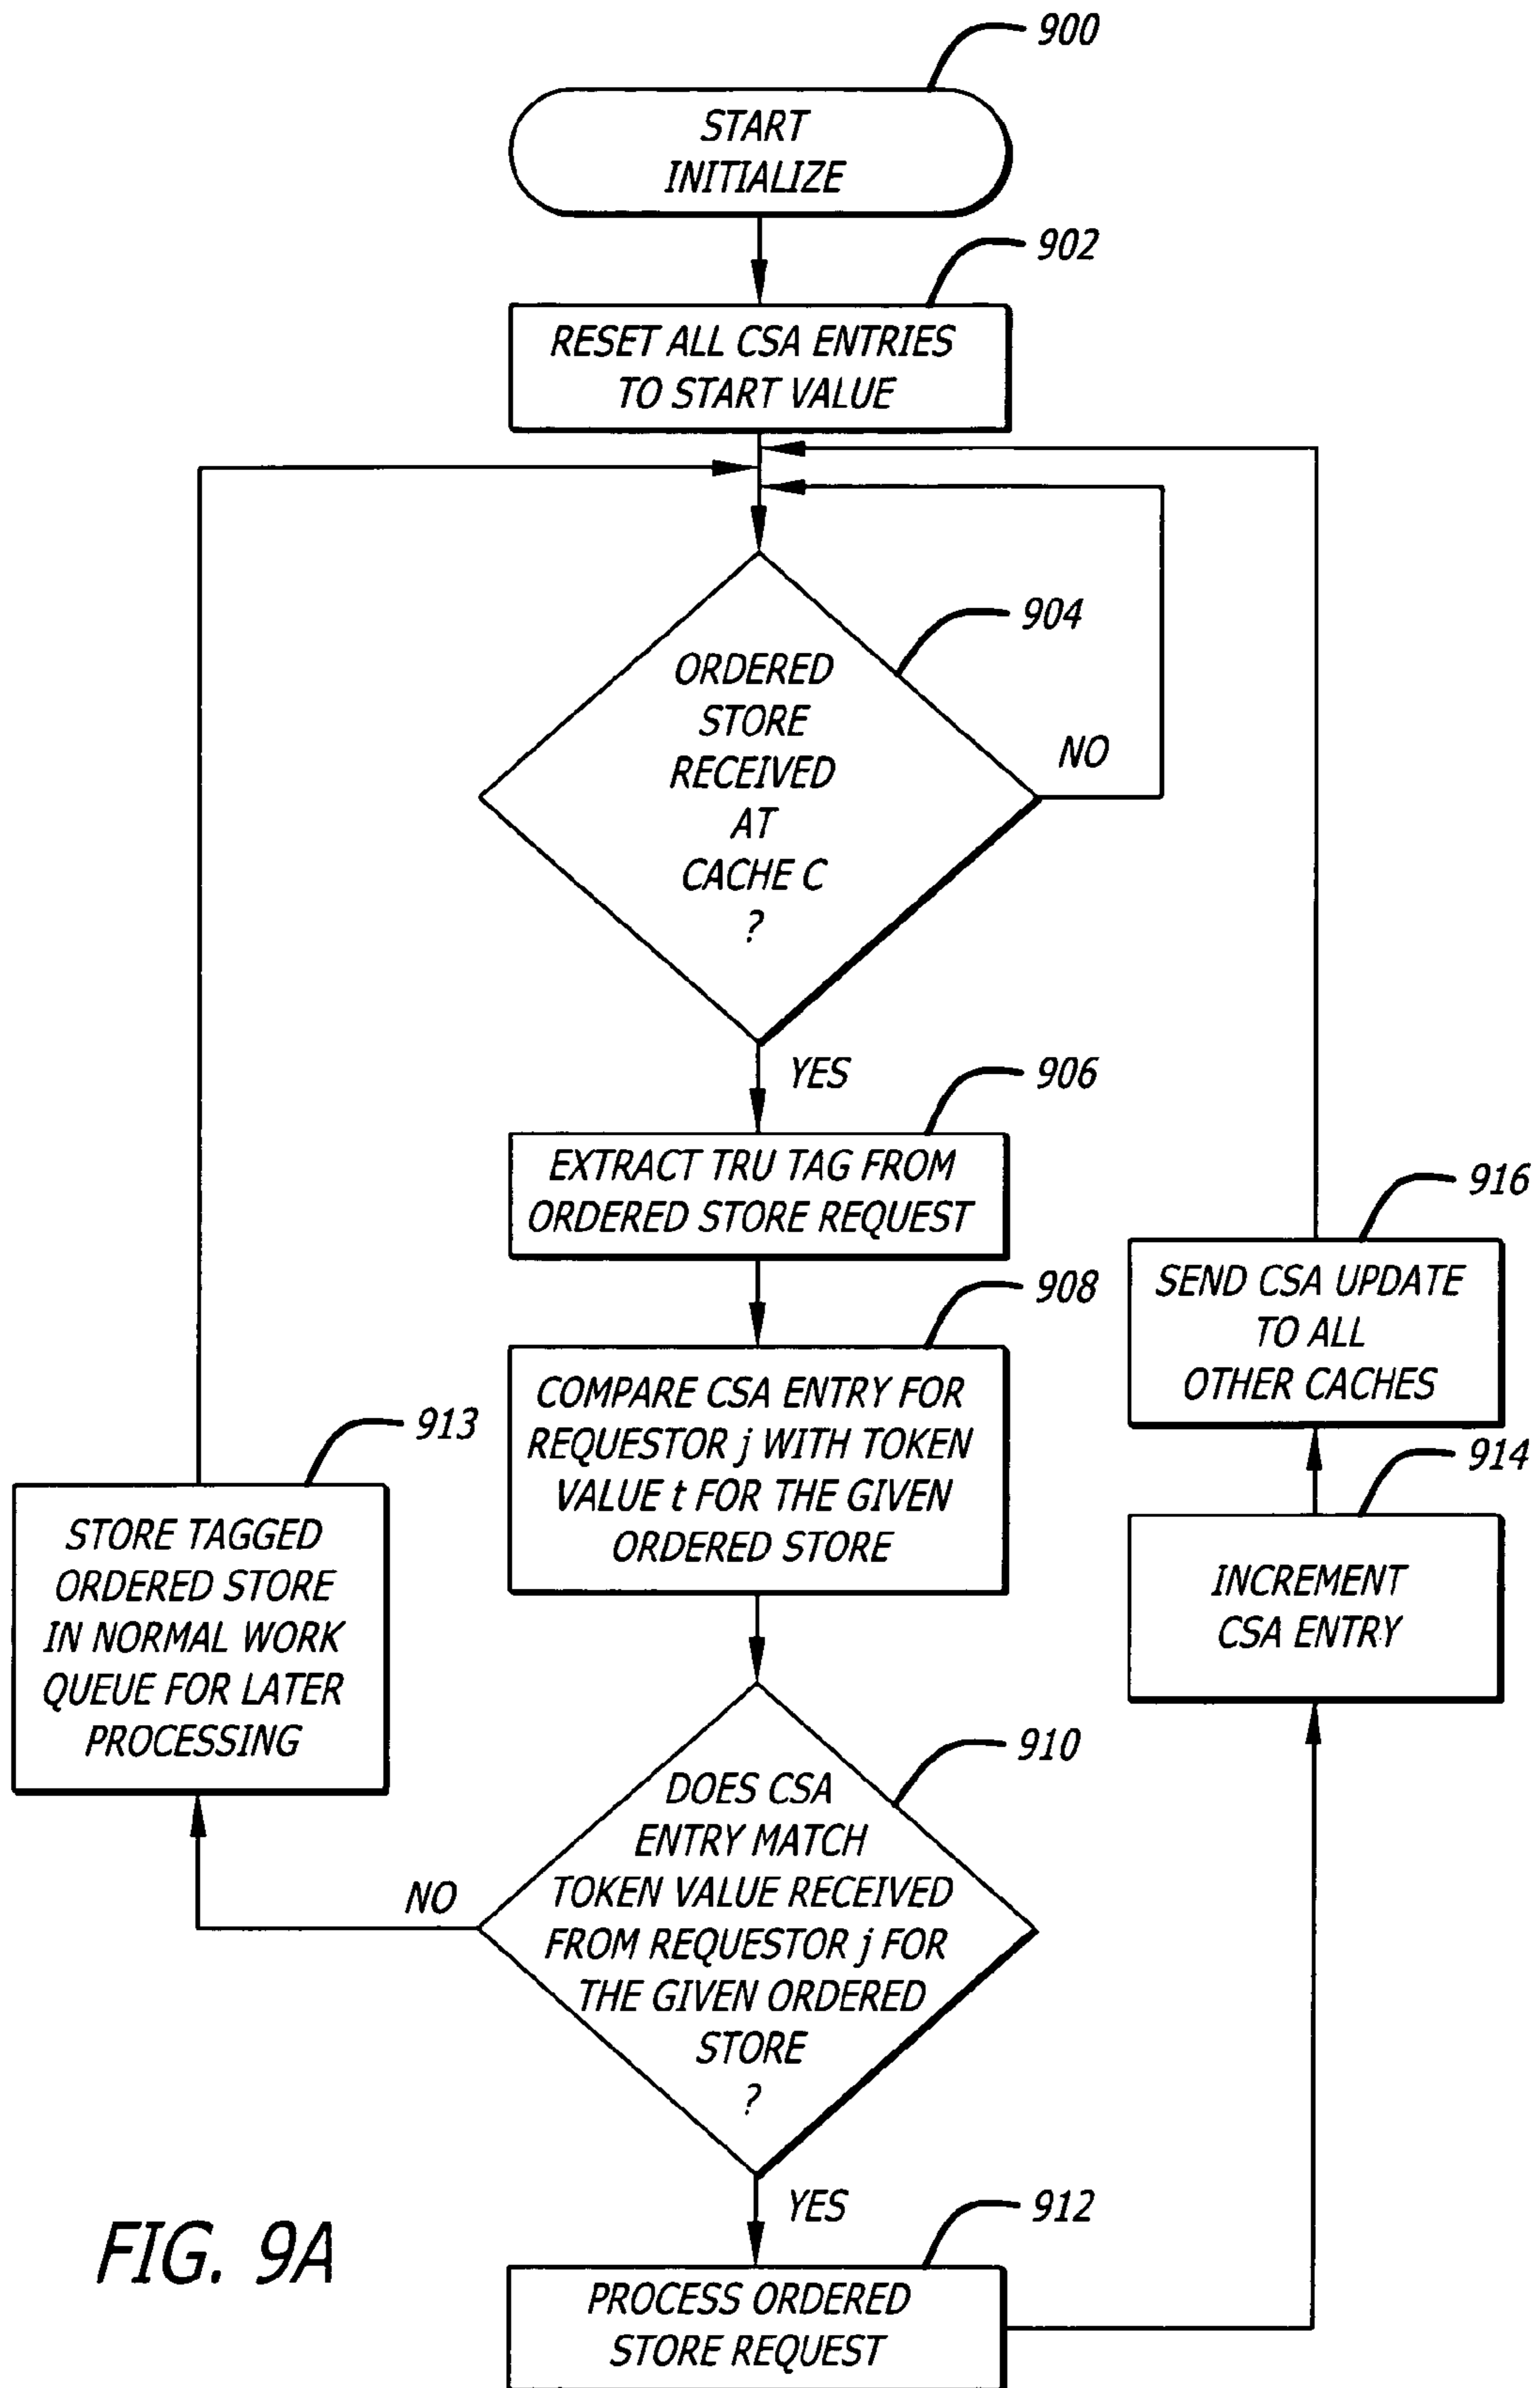 900
START
INITIALIZE
902
RESET ALL CSA ENTRIES
TO START VALUE
904
ORDERED
STORE
RECEIVED
AT
CACHE C
?
NO
YES
906
EXTRACT TRU TAG FROM
ORDERED STORE REQUEST
908
COMPARE CSA ENTRY FOR
REQUESTOR j WITH TOKEN
VALUE t FOR THE GIVEN
ORDERED STORE
916
SEND CSA UPDATE
TO ALL
OTHER CACHES
914
INCREMENT
CSA ENTRY
913
STORE TAGGED
ORDERED STORE
IN NORMAL WORK
QUEUE FOR LATER
PROCESSING
910
DOES CSA
ENTRY MATCH
TOKEN VALUE RECEIVED
FROM REQUESTOR j FOR
THE GIVEN ORDERED
STORE
?
NO
YES
912
PROCESS ORDERED
STORE REQUEST
FIG. 9A